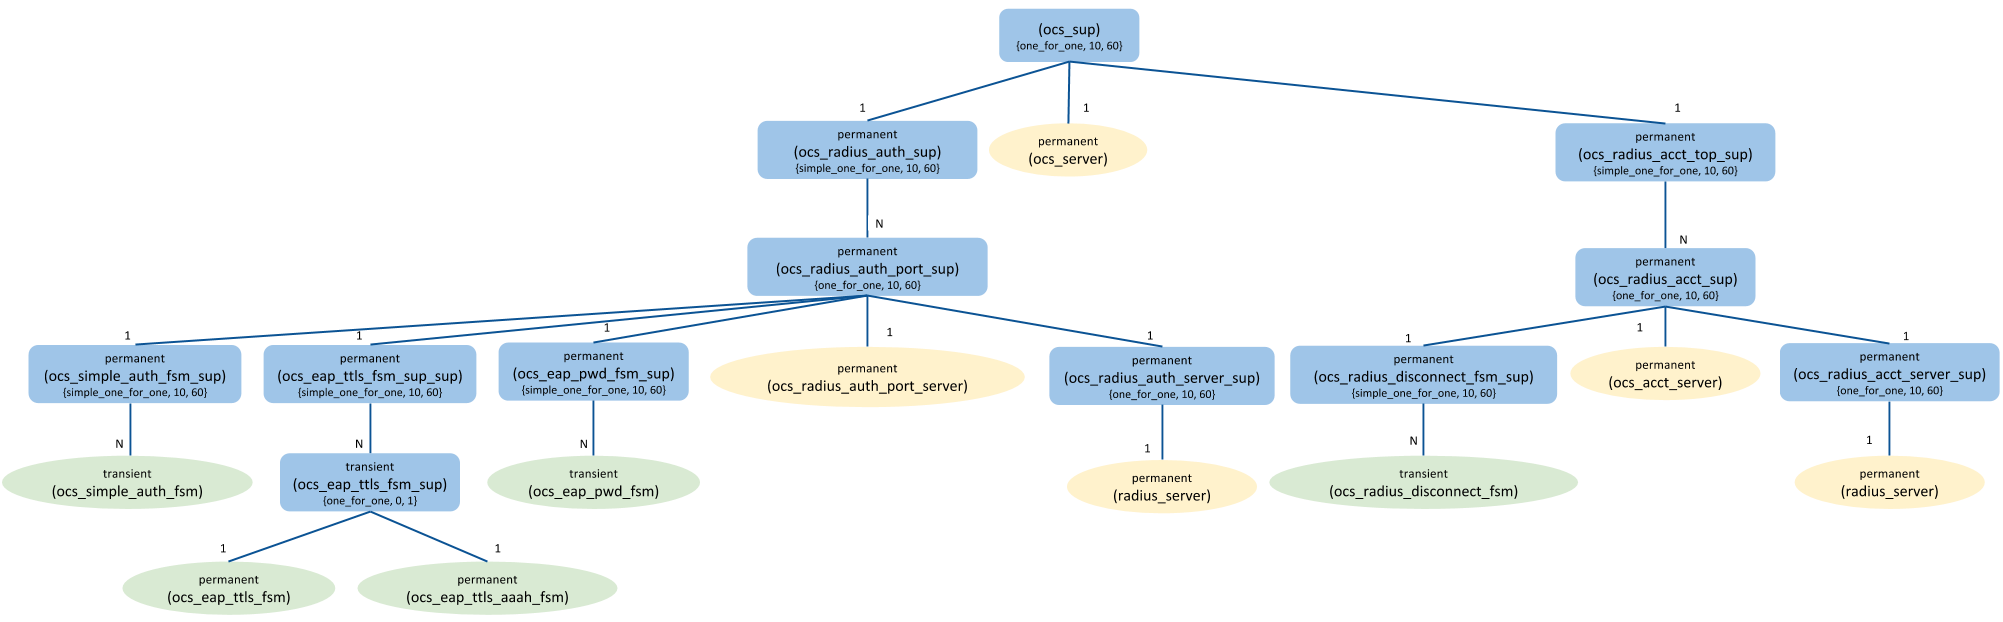 (ocs_sup)
{one_for_one, 10, 60}
1
1
1
permanent
(ocs_radius_auth_sup)
{simple_one_for_one, 10, 60}
permanent
(ocs_server)
permanent
(ocs_radius_acct_top_sup)
{simple_one_for_one, 10, 60}
N
N
permanent
(ocs_radius_auth_port_sup)
{one_for_one, 10, 60}
permanent
(ocs_radius_acct_sup)
{one_for_one, 10, 60}
1
1
1
1
1
1
1
1
permanent
(ocs_simple_auth_fsm_sup)
{simple_one_for_one, 10, 60}
permanent
(ocs_eap_ttls_fsm_sup_sup)
{simple_one_for_one, 10, 60}
permanent
(ocs_eap_pwd_fsm_sup)
{simple_one_for_one, 10, 60}
permanent
(ocs_radius_auth_port_server)
permanent
(ocs_radius_auth_server_sup)
{one_for_one, 10, 60}
permanent
(ocs_radius_disconnect_fsm_sup)
{simple_one_for_one, 10, 60}
permanent
(ocs_acct_server)
permanent
(ocs_radius_acct_server_sup)
{one_for_one, 10, 60}
N
N
N
1
N
1
transient
(ocs_simple_auth_fsm)
transient
(ocs_eap_ttls_fsm_sup)
{one_for_one, 0, 1}
transient
(ocs_eap_pwd_fsm)
permanent
(radius_server)
transient
(ocs_radius_disconnect_fsm)
permanent
(radius_server)
1
1
permanent
(ocs_eap_ttls_fsm)
permanent
(ocs_eap_ttls_aaah_fsm)